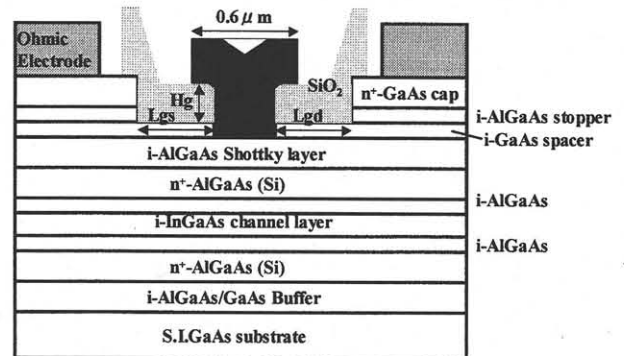 0.6μm
Ohmic
Electrode
SiO₂
Hg
n⁺-GaAs cap
Lgs
Lgd
i-AlGaAs stopper
i-GaAs spacer
i-AlGaAs Shottky layer
n⁺-AlGaAs (Si)
i-AlGaAs
i-InGaAs channel layer
i-AlGaAs
n⁺-AlGaAs (Si)
i-AlGaAs/GaAs Buffer
S.I.GaAs substrate